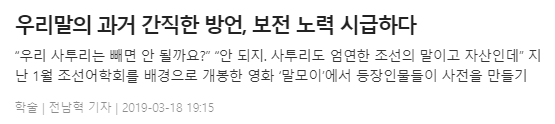 우리말의 과거 간직한 방언, 보전 노력 시급하다
“우리 사투리는 빼면 안 될까요?” “안 되지. 사투리도 엄연한 조선의 말이고 자산인데” 지
난 1월 조선어학회를 배경으로 개봉한 영화 ‘말모이’에서 등장인물들이 사전을 만들기
학술 | 전남혁 기자 | 2019-03-18 19:15